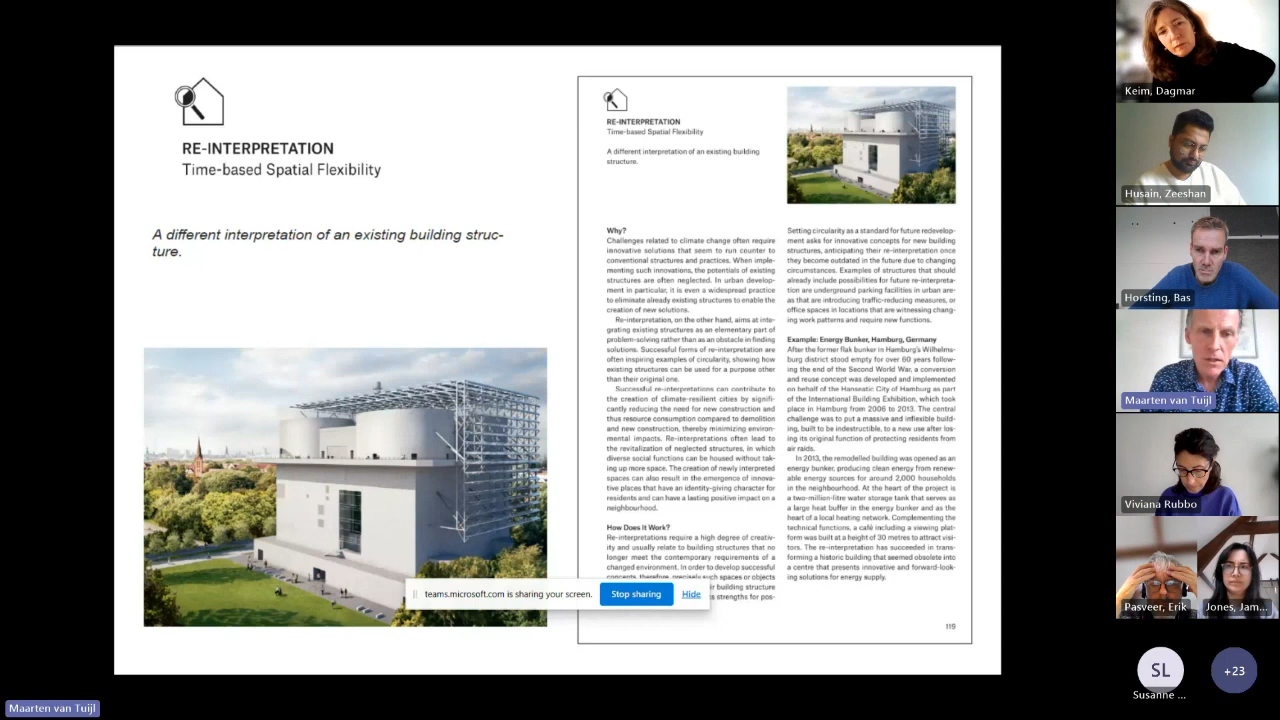 RE-INTERPRETATION
Time-based Spatial Flexibility
A different interpretation of an existing building struc-
ture.
RE-INTERPRETATION
Time-based Spatial Flexibility
A different interpretation of an existing building
structure.
Why?
Challenges related to climate change often require
innovative solutions that seem to run counter to
conventional structures and practices. When imple-
menting such innovations, the potentials of existing
structures are often neglected. In urban develop-
ment in particular, it is even a widespread practice
to eliminate already existing structures to enable the
creation of new solutions.
Re-interpretation, on the other hand, aims at inte-
grating existing structures as an elementary part of
problem-solving rather than as an obstacle in finding
solutions. Successful forms of re-interpretation are
often inspiring examples of circularity, showing how
existing structures can be used for a purpose other
than their original one.
Successful re-interpretations can contribute to
the creation of climate-resilient cities by signifi-
cantly reducing the need for new construction and
thus resource consumption compared to demolition
and new construction, thereby minimizing environ-
mental impacts. Re-interpretations often lead to
the revitalization of neglected structures, in which
diverse social functions can be housed without tak-
ing up more space. The creation of newly interpreted
spaces can also result in the emergence of innova-
tive places that have an identity-giving character for
residents and can have a lasting positive impact on a
neighbourhood.
How Does It Work?
Re-interpretations require a high degree of creativ-
ity and usually relate to building structures that no
longer meet the contemporary requirements of a
changed environment. In order to develop successful
concepts, therefore, precisely such spaces or objects
building structure
strengths for pos-
Setting circularity as a standard for future redevelop-
ment asks for innovative concepts for new building
structures, anticipating their re-interpretation once
they become outdated in the future due to changing
circumstances. Examples of structures that should
already include possibilities for future re-interpreta-
tion are underground parking facilities in urban are-
as that are introducing traffic-reducing measures, or
office spaces in locations that are witnessing chang-
ing work patterns and require new functions.
Example: Energy Bunker, Hamburg, Germany
After the former flak bunker in Hamburg's Wilhelms-
burg district stood empty for over 60 years follow-
ing the end of the Second World War, a conversion
and reuse concept was developed and implemented
on behalf of the Hanseatic City of Hamburg as part
of the International Building Exhibition, which took
place in Hamburg from 2006 to 2013. The central
challenge was to put a massive and inflexible build-
ing, built to be indestructible, to a new use after los-
ing its original function of protecting residents from
air raids.
In 2013, the remodelled building was opened as an
energy bunker, producing clean energy from renew-
able energy sources for around 2,000 households
in the neighbourhood. At the heart of the project is
a two-million-litre water storage tank that serves as
a large heat buffer in the energy bunker and as the
heart of a local heating network. Complementing the
technical functions, a café including a viewing plat-
form was built at a height of 30 metres to attract visi-
tors. The re-interpretation has succeeded in trans-
forming a historic building that seemed obsolete into
a centre that presents innovative and forward-look-
ing solutions for energy supply.
119
teams.microsoft.com is sharing your screen.
Stop sharing
Hide
Keim, Dagmar
Husain, Zeeshan
Horsting, Bas
Maarten van Tuijl
Viviana Rubbo
Pasveer, Erik
Jones, Jam...
SL
+23
Susanne ...
Maarten van Tuijl